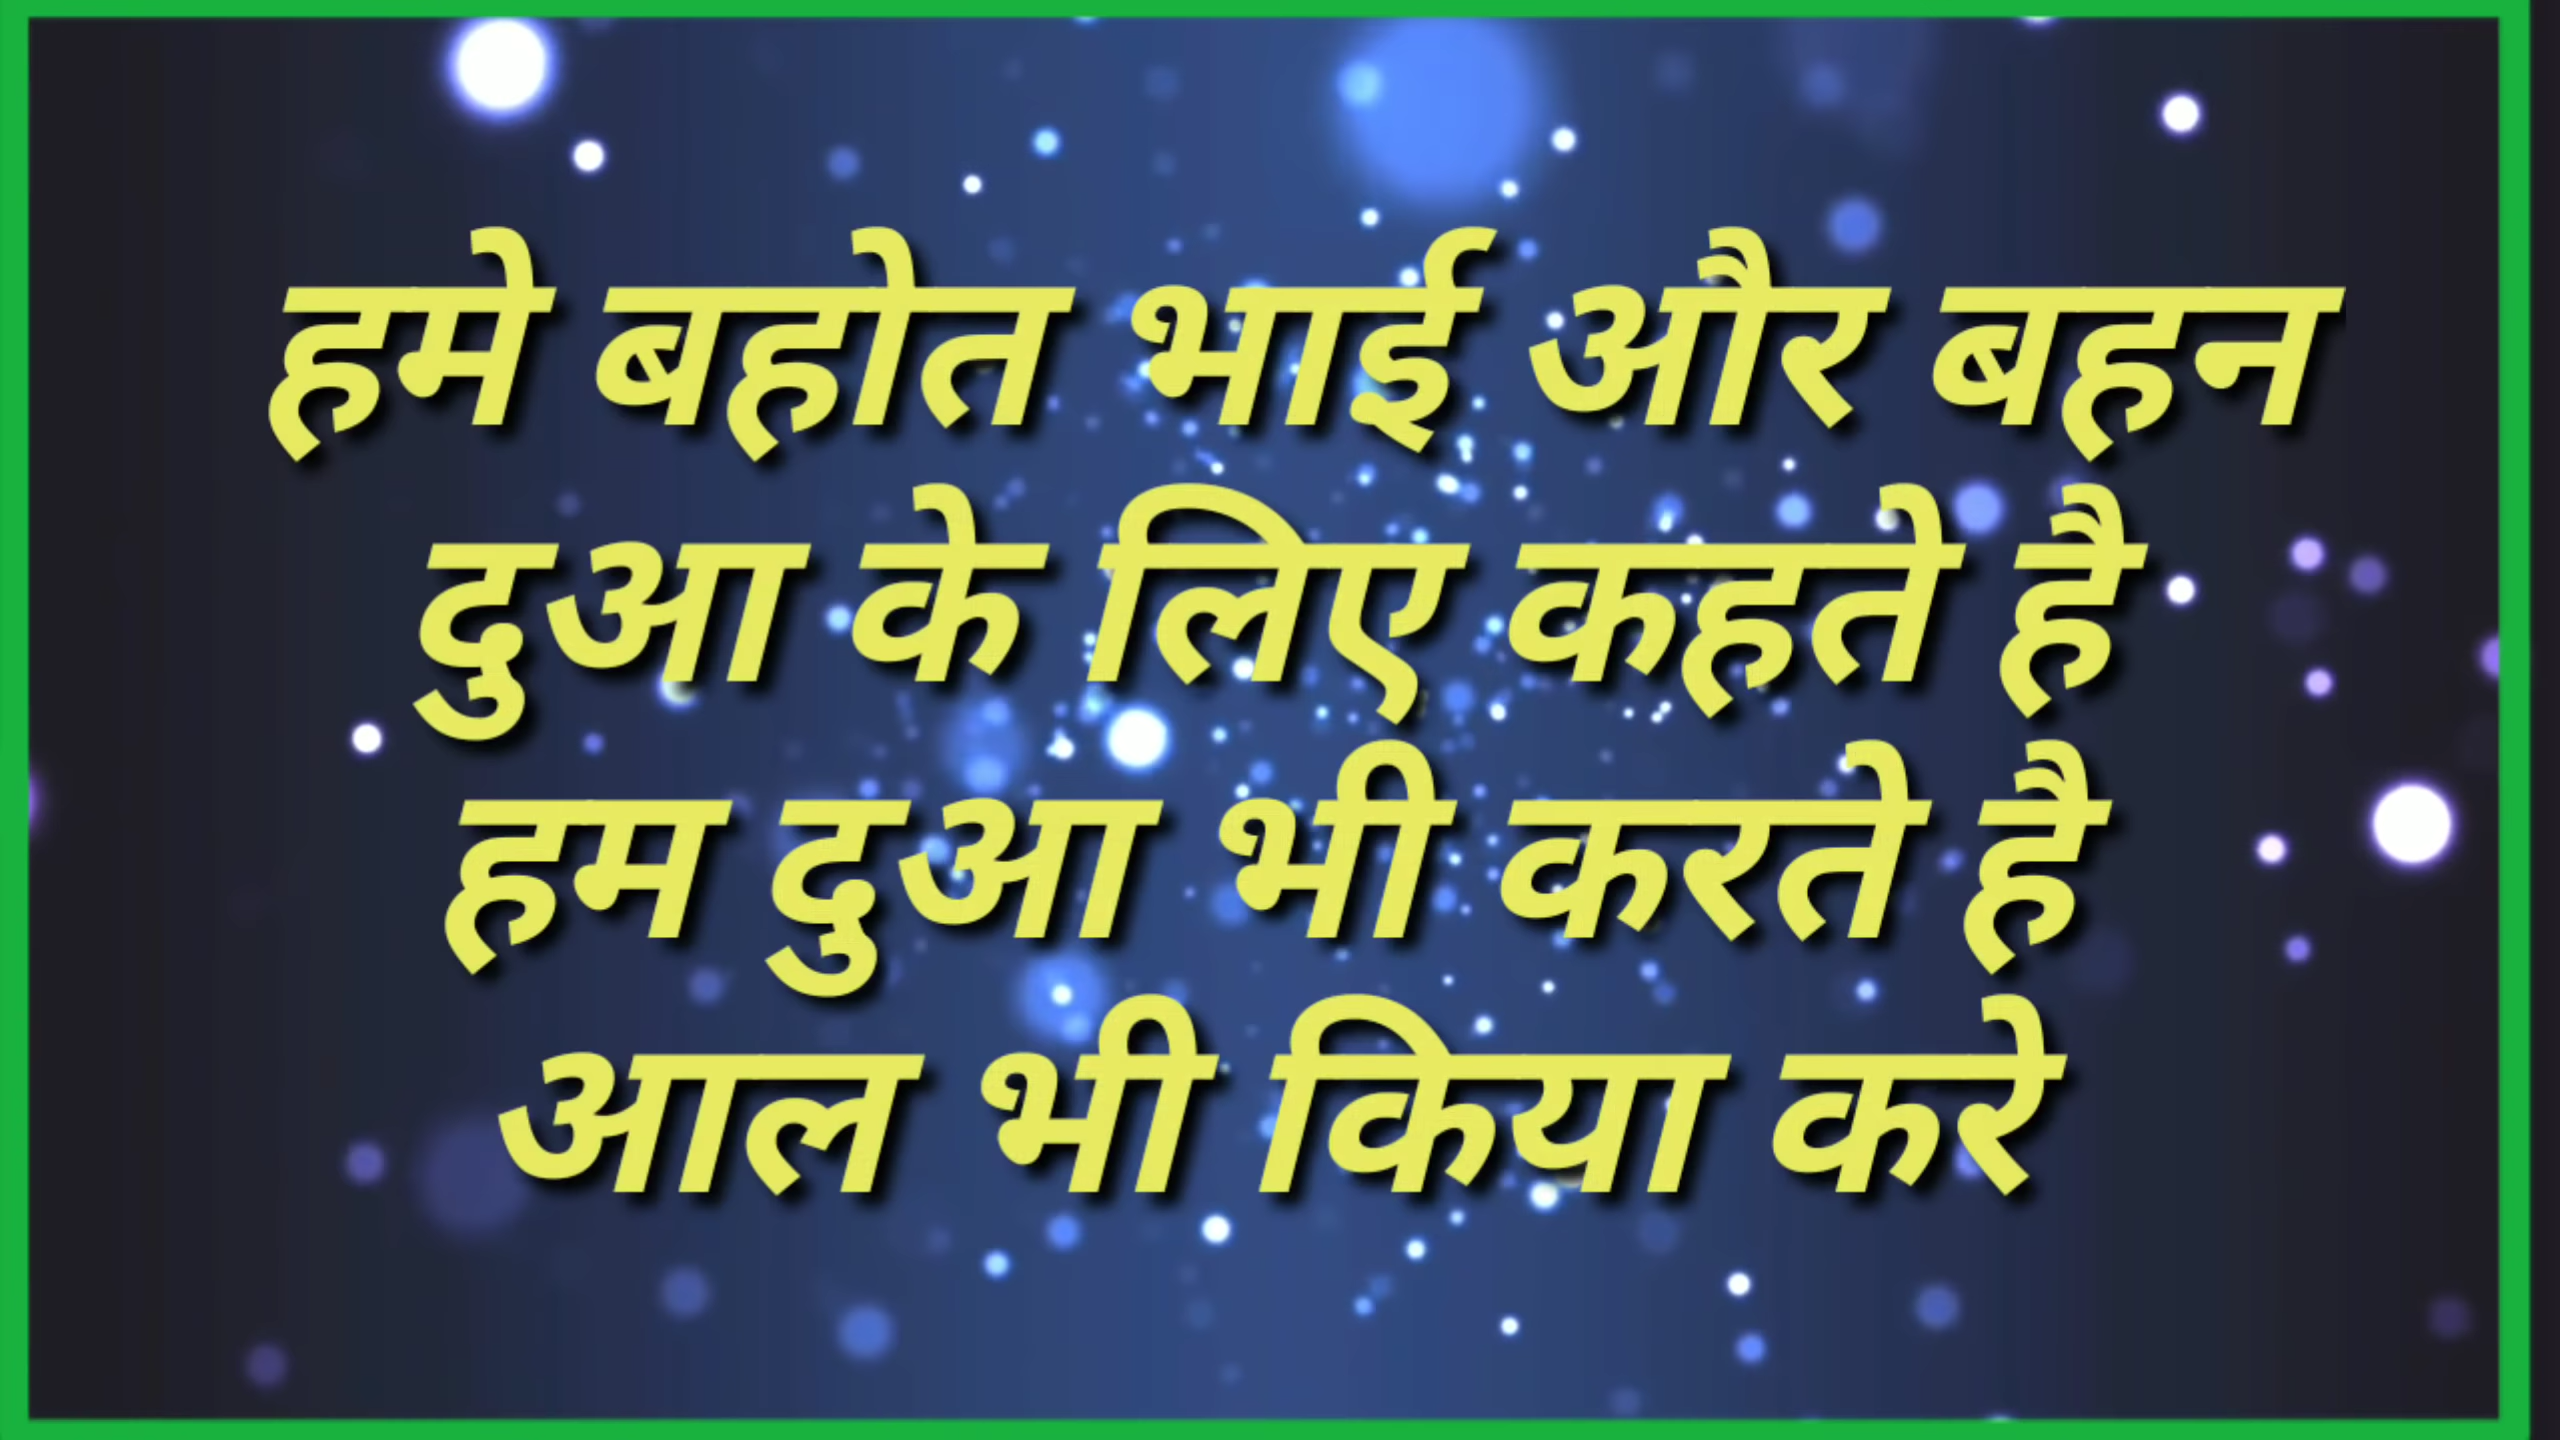 हमे बहोत भाई और बहन
दुआ के लिए कहते है
हम दुआ भी करते है
आल भी किया करे